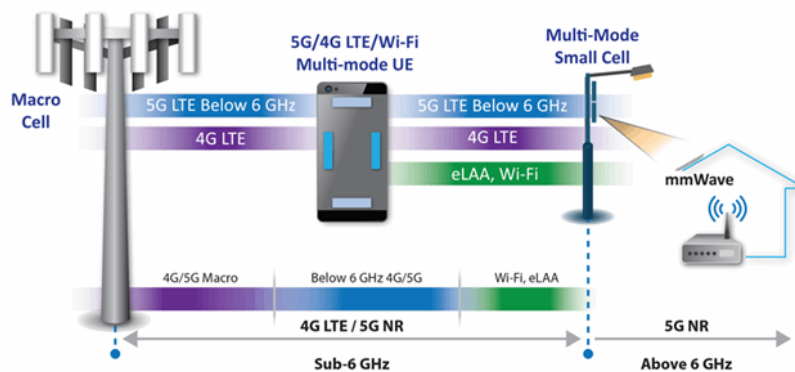 5G/4G LTE/Wi-Fi
Multi-mode UE
Multi-Mode
Small Cell
Macro
Cell
5G LTE Below 6 GHz
5G LTE Below 6 GHz
4G LTE
4G LTE
eLAA, Wi-Fi
mmWave
4G/5G Macro
Below 6 GHz 4G/5G
Wi-Fi, eLAA
4G LTE / 5G NR
5G NR
Sub-6 GHz
Above 6 GHz